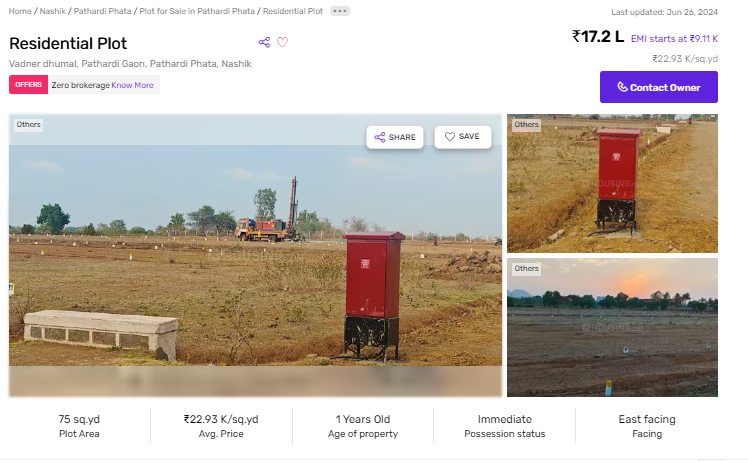 Home / Nashik / Pathardi Phata / Plot for Sale in Pathardi Phata / Residential Plot
Last updated: Jun 26, 2024
Residential Plot
₹17.2 L EMI starts at ₹9.11 K
Vadner dhumal, Pathardi Gaon, Pathardi Phata, Nashik
₹22.93 K/sq.yd
OFFERS Zero brokerage Know More
Contact Owner
Others
SHARE
SAVE
Others
HOUSING
Others
HOUSING
75 sq.yd
Plot Area
₹22.93 K/sq.yd
Avg. Price
1 Years Old
Age of property
Immediate
Possession status
East facing
Facing